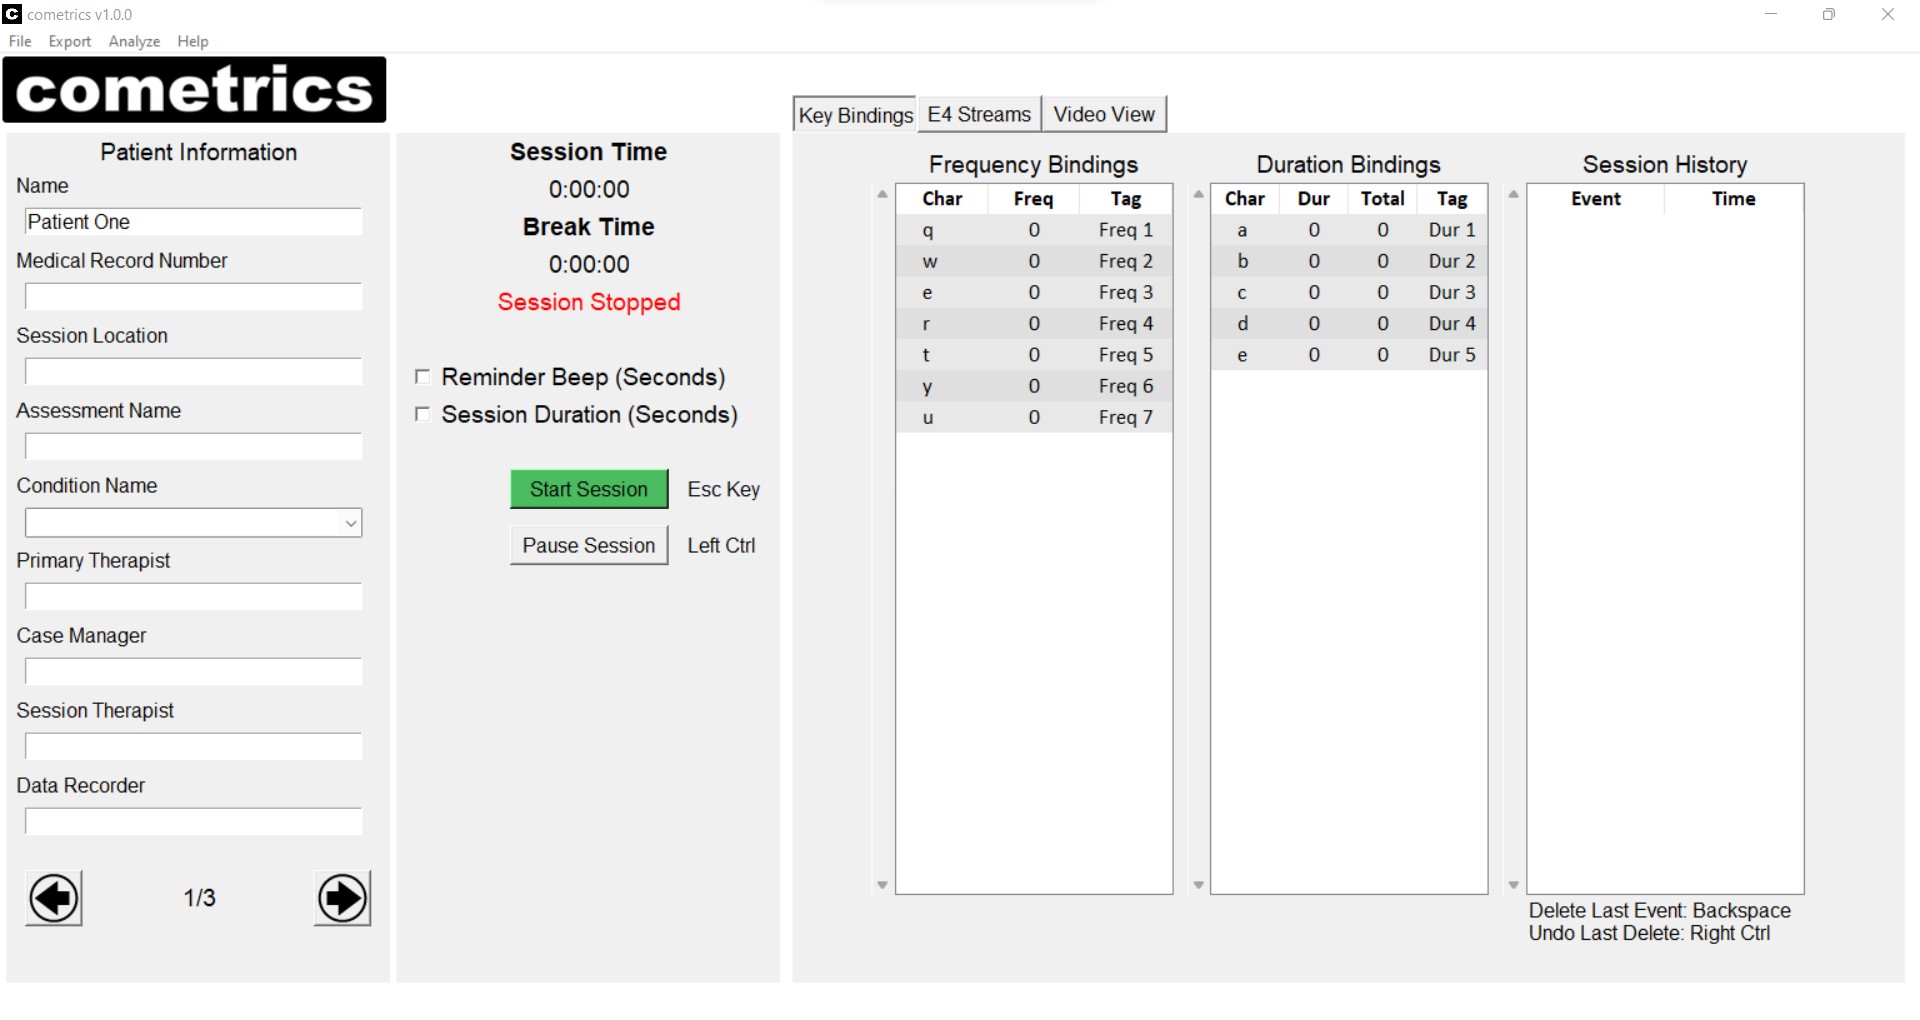 cometrics v1.0.0
File Export Analyze Help
cometrics
Patient Information
Name
Patient One
Medical Record Number
Session Location
Assessment Name
Condition Name
Primary Therapist
Case Manager
Session Therapist
Data Recorder
1/3
Session Time
0:00:00
Break Time
0:00:00
Session Stopped
Reminder Beep (Seconds)
Session Duration (Seconds)
Start Session Esc Key
Pause Session Left Ctrl
Key Bindings E4 Streams Video View
Frequency Bindings
Char Freq Tag
q 0 Freq 1
w 0 Freq 2
e 0 Freq 3
r 0 Freq 4
t 0 Freq 5
y 0 Freq 6
u 0 Freq 7
Duration Bindings
Char Dur Total Tag
a 0 0 Dur 1
b 0 0 Dur 2
c 0 0 Dur 3
d 0 0 Dur 4
e 0 0 Dur 5
Session History
Event Time
Delete Last Event: Backspace
Undo Last Delete: Right Ctrl